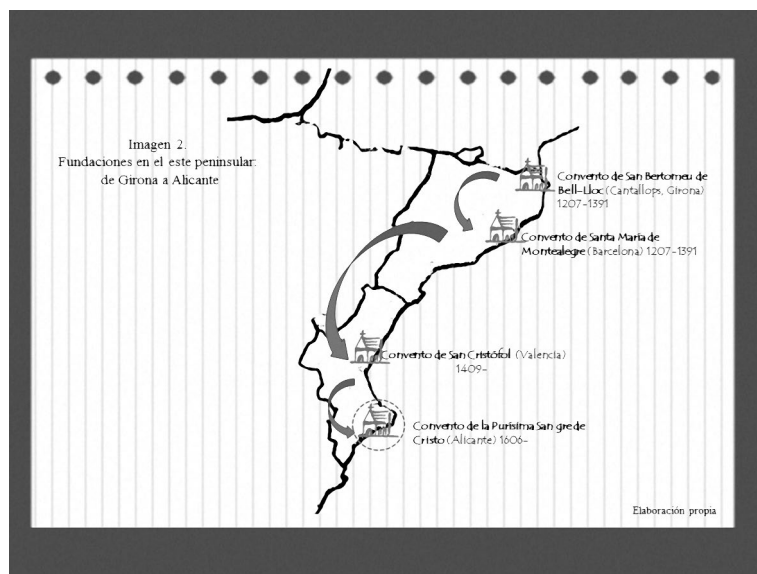 Imagen 2.
Fundaciones en el este peninsular:
de Girona a Alicante
Convento de San Bertomeu de
Bell-Lloc (Cantallops, Girona)
1207-1391
Convento de Santa María de
Montealegre (Barcelona) 1207-1391
Convento de San Cristófol (Valencia)
1409-
Convento de la Purísima San gre de
Cristo (Alicante) 1606-
Elaboración propia